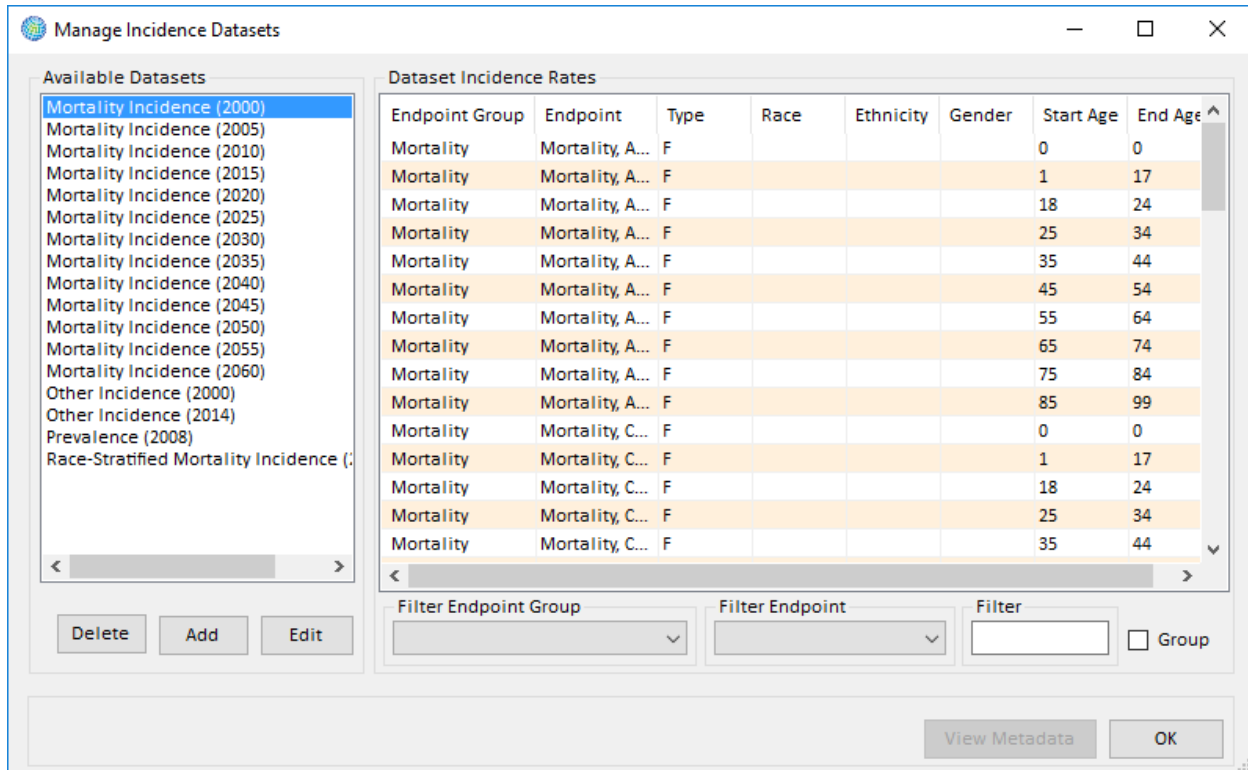 Manage Incidence Datasets
Available Datasets
Mortality Incidence (2000)
Mortality Incidence (2005)
Mortality Incidence (2010)
Mortality Incidence (2015)
Mortality Incidence (2020)
Mortality Incidence (2025)
Mortality Incidence (2030)
Mortality Incidence (2035)
Mortality Incidence (2040)
Mortality Incidence (2045)
Mortality Incidence (2050)
Mortality Incidence (2055)
Mortality Incidence (2060)
Other Incidence (2000)
Other Incidence (2014)
Prevalence (2008)
Race-Stratified Mortality Incidence (
Delete Add Edit
Dataset Incidence Rates
Endpoint Group Endpoint Type Race Ethnicity Gender Start Age End Age
Mortality Mortality, A... F 0 0
Mortality Mortality, A... F 1 17
Mortality Mortality, A... F 18 24
Mortality Mortality, A... F 25 34
Mortality Mortality, A... F 35 44
Mortality Mortality, A... F 45 54
Mortality Mortality, A... F 55 64
Mortality Mortality, A... F 65 74
Mortality Mortality, A... F 75 84
Mortality Mortality, A... F 85 99
Mortality Mortality, C... F 0 0
Mortality Mortality, C... F 1 17
Mortality Mortality, C... F 18 24
Mortality Mortality, C... F 25 34
Mortality Mortality, C... F 35 44
Filter Endpoint Group Filter Endpoint Filter
Group
View Metadata OK